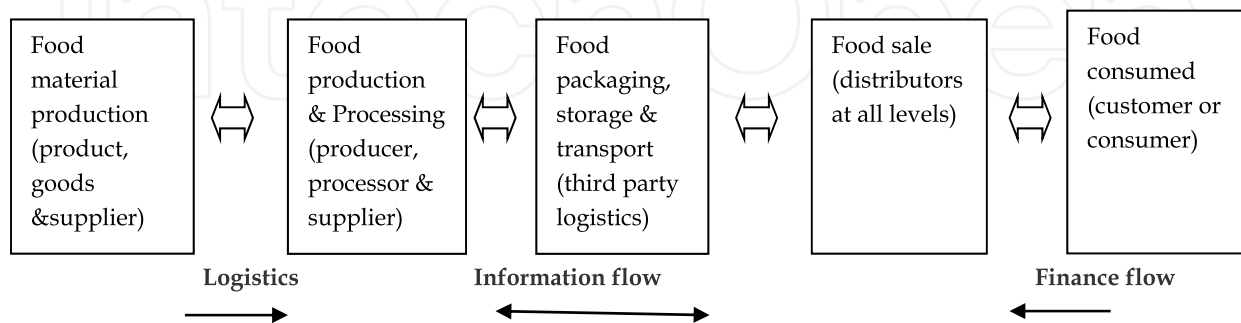 Food
material
production
(product,
goods
&supplier)
Food
production
& Processing
(producer,
processor &
supplier)
Food
packaging,
storage &
transport
(third party
logistics)
Food sale
(distributors
at all levels)
Food
consumed
(customer or
consumer)
Logistics
Information flow
Finance flow